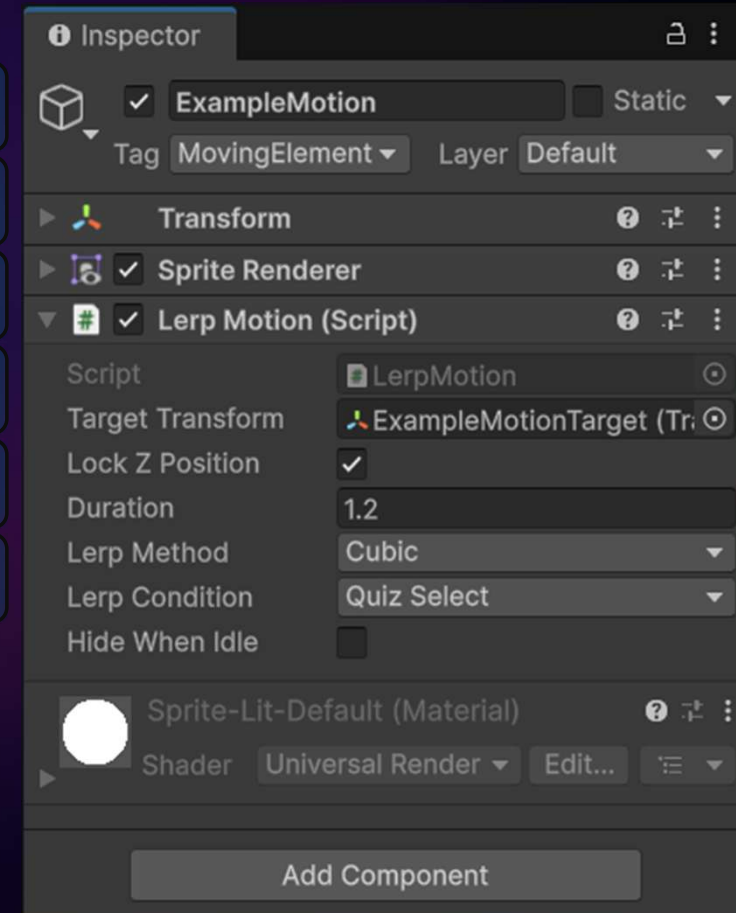 Inspector
ExampleMotion Static
Tag MovingElement Layer Default
Transform
Sprite Renderer
# Lerp Motion (Script)
Script # LerpMotion
Target Transform ExampleMotionTarget (Tra
Lock Z Position
Duration 1.2
Lerp Method Cubic
Lerp Condition Quiz Select
Hide When Idle
Sprite-Lit-Default (Material)
Shader Universal Render Edit...
Add Component